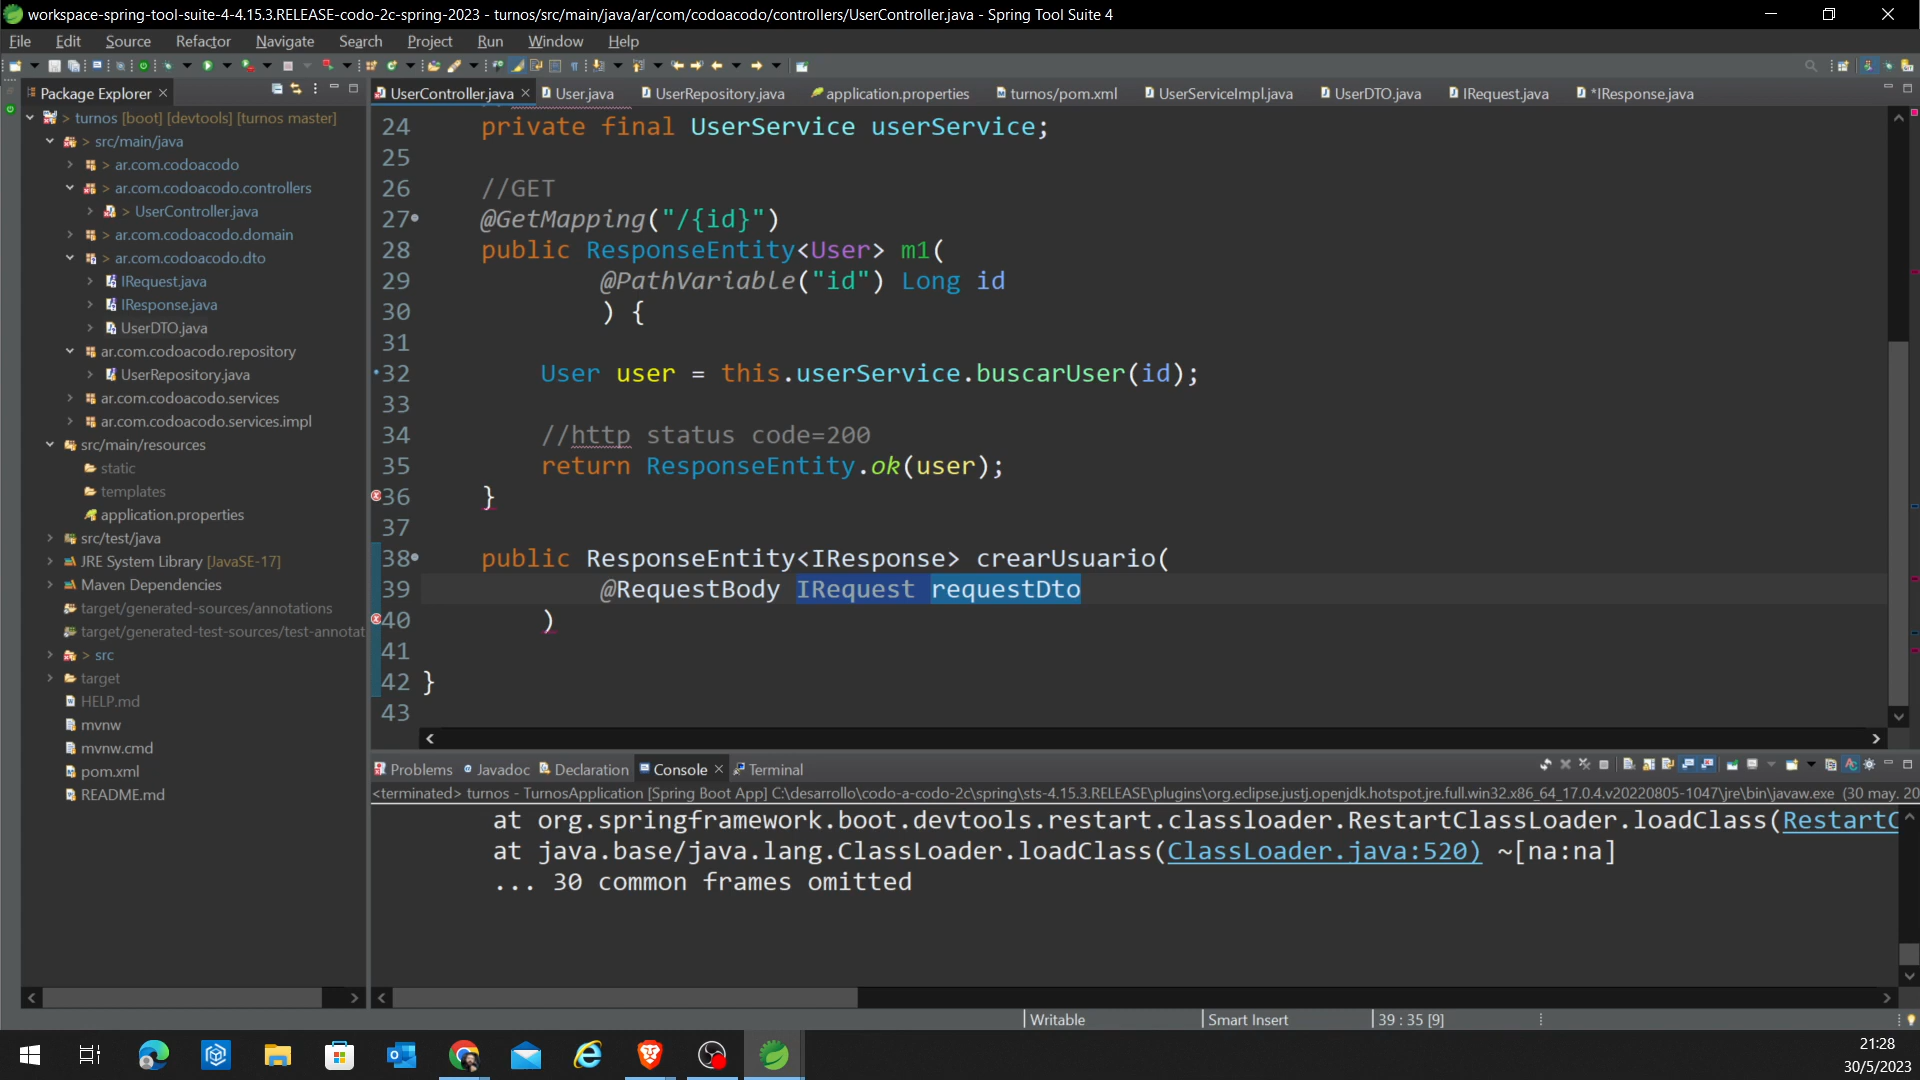 workspace-spring-tool-suite-4-4.15.3.RELEASE-codo-2c-spring-2023 - turnos/src/main/java/ar/com/codoacodo/controllers/UserController.java - Spring Tool Suite 4
File Edit Source Refactor Navigate Search Project Run Window Help
Package Explorer
> turnos [boot] [devtools] [turnos master]
> src/main/java
> ar.com.codoacodo
> ar.com.codoacodo.controllers
> UserController.java
> ar.com.codoacodo.domain
> ar.com.codoacodo.dto
IRequest.java
IResponse.java
UserDTO.java
ar.com.codoacodo.repository
UserRepository.java
ar.com.codoacodo.services
ar.com.codoacodo.services.impl
src/main/resources
static
templates
application.properties
src/test/java
JRE System Library [JavaSE-17]
Maven Dependencies
target/generated-sources/annotations
target/generated-test-sources/test-annotat
> src
target
HELP.md
mvnw
mvnw.cmd
pom.xml
README.md
UserController.java User.java UserRepository.java application.properties turnos/pom.xml UserServiceImpl.java UserDTO.java IRequest.java *IResponse.java
24 private final UserService userService;
25
26 //GET
27 @GetMapping("/{id}")
28 public ResponseEntity<User> m1(
29 @PathVariable("id") Long id
30 ) {
31
32 User user = this.userService.buscarUser(id);
33
34 //http status code=200
35 return ResponseEntity.ok(user);
36 }
37
38 public ResponseEntity<IResponse> crearUsuario(
39 @RequestBody IRequest requestDto
40 )
41
42 }
43
Problems Javadoc Declaration Console Terminal
<terminated> turnos - TurnosApplication [Spring Boot App] C:\desarrollo\codo-a-codo-2c\spring\sts-4.15.3.RELEASE\plugins\org.eclipse.justj.openjdk.hotspot.jre.full.win32.x86_64_17.0.4.v20220805-1047\jre\bin\javaw.exe (30 may. 20
at org.springframework.boot.devtools.restart.classloader.RestartClassLoader.loadClass(RestartC
at java.base/java.lang.ClassLoader.loadClass(ClassLoader.java:520) ~[na:na]
... 30 common frames omitted
Writable Smart Insert 39 : 35 [9]
21:28
30/5/2023